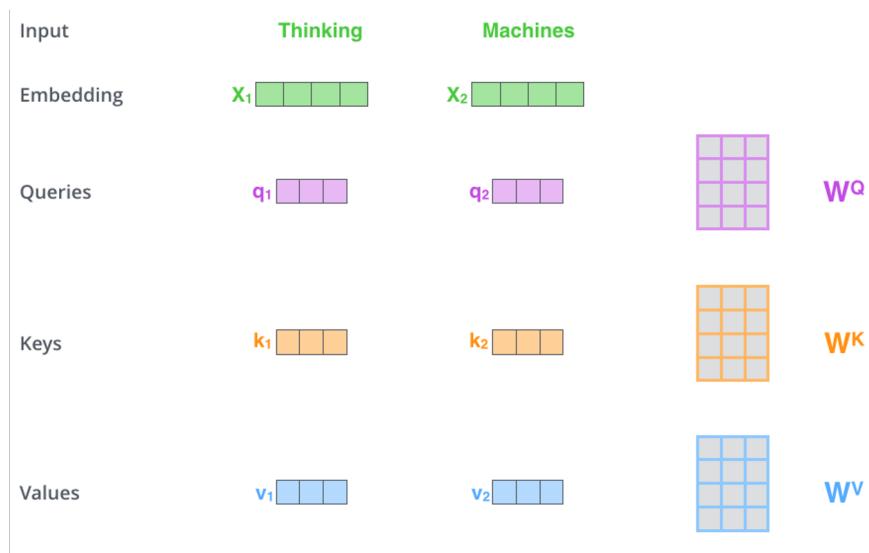 Input Thinking Machines
Embedding X1 X2
Queries q1 q2 WQ
Keys k1 k2 WK
Values v1 v2 WV